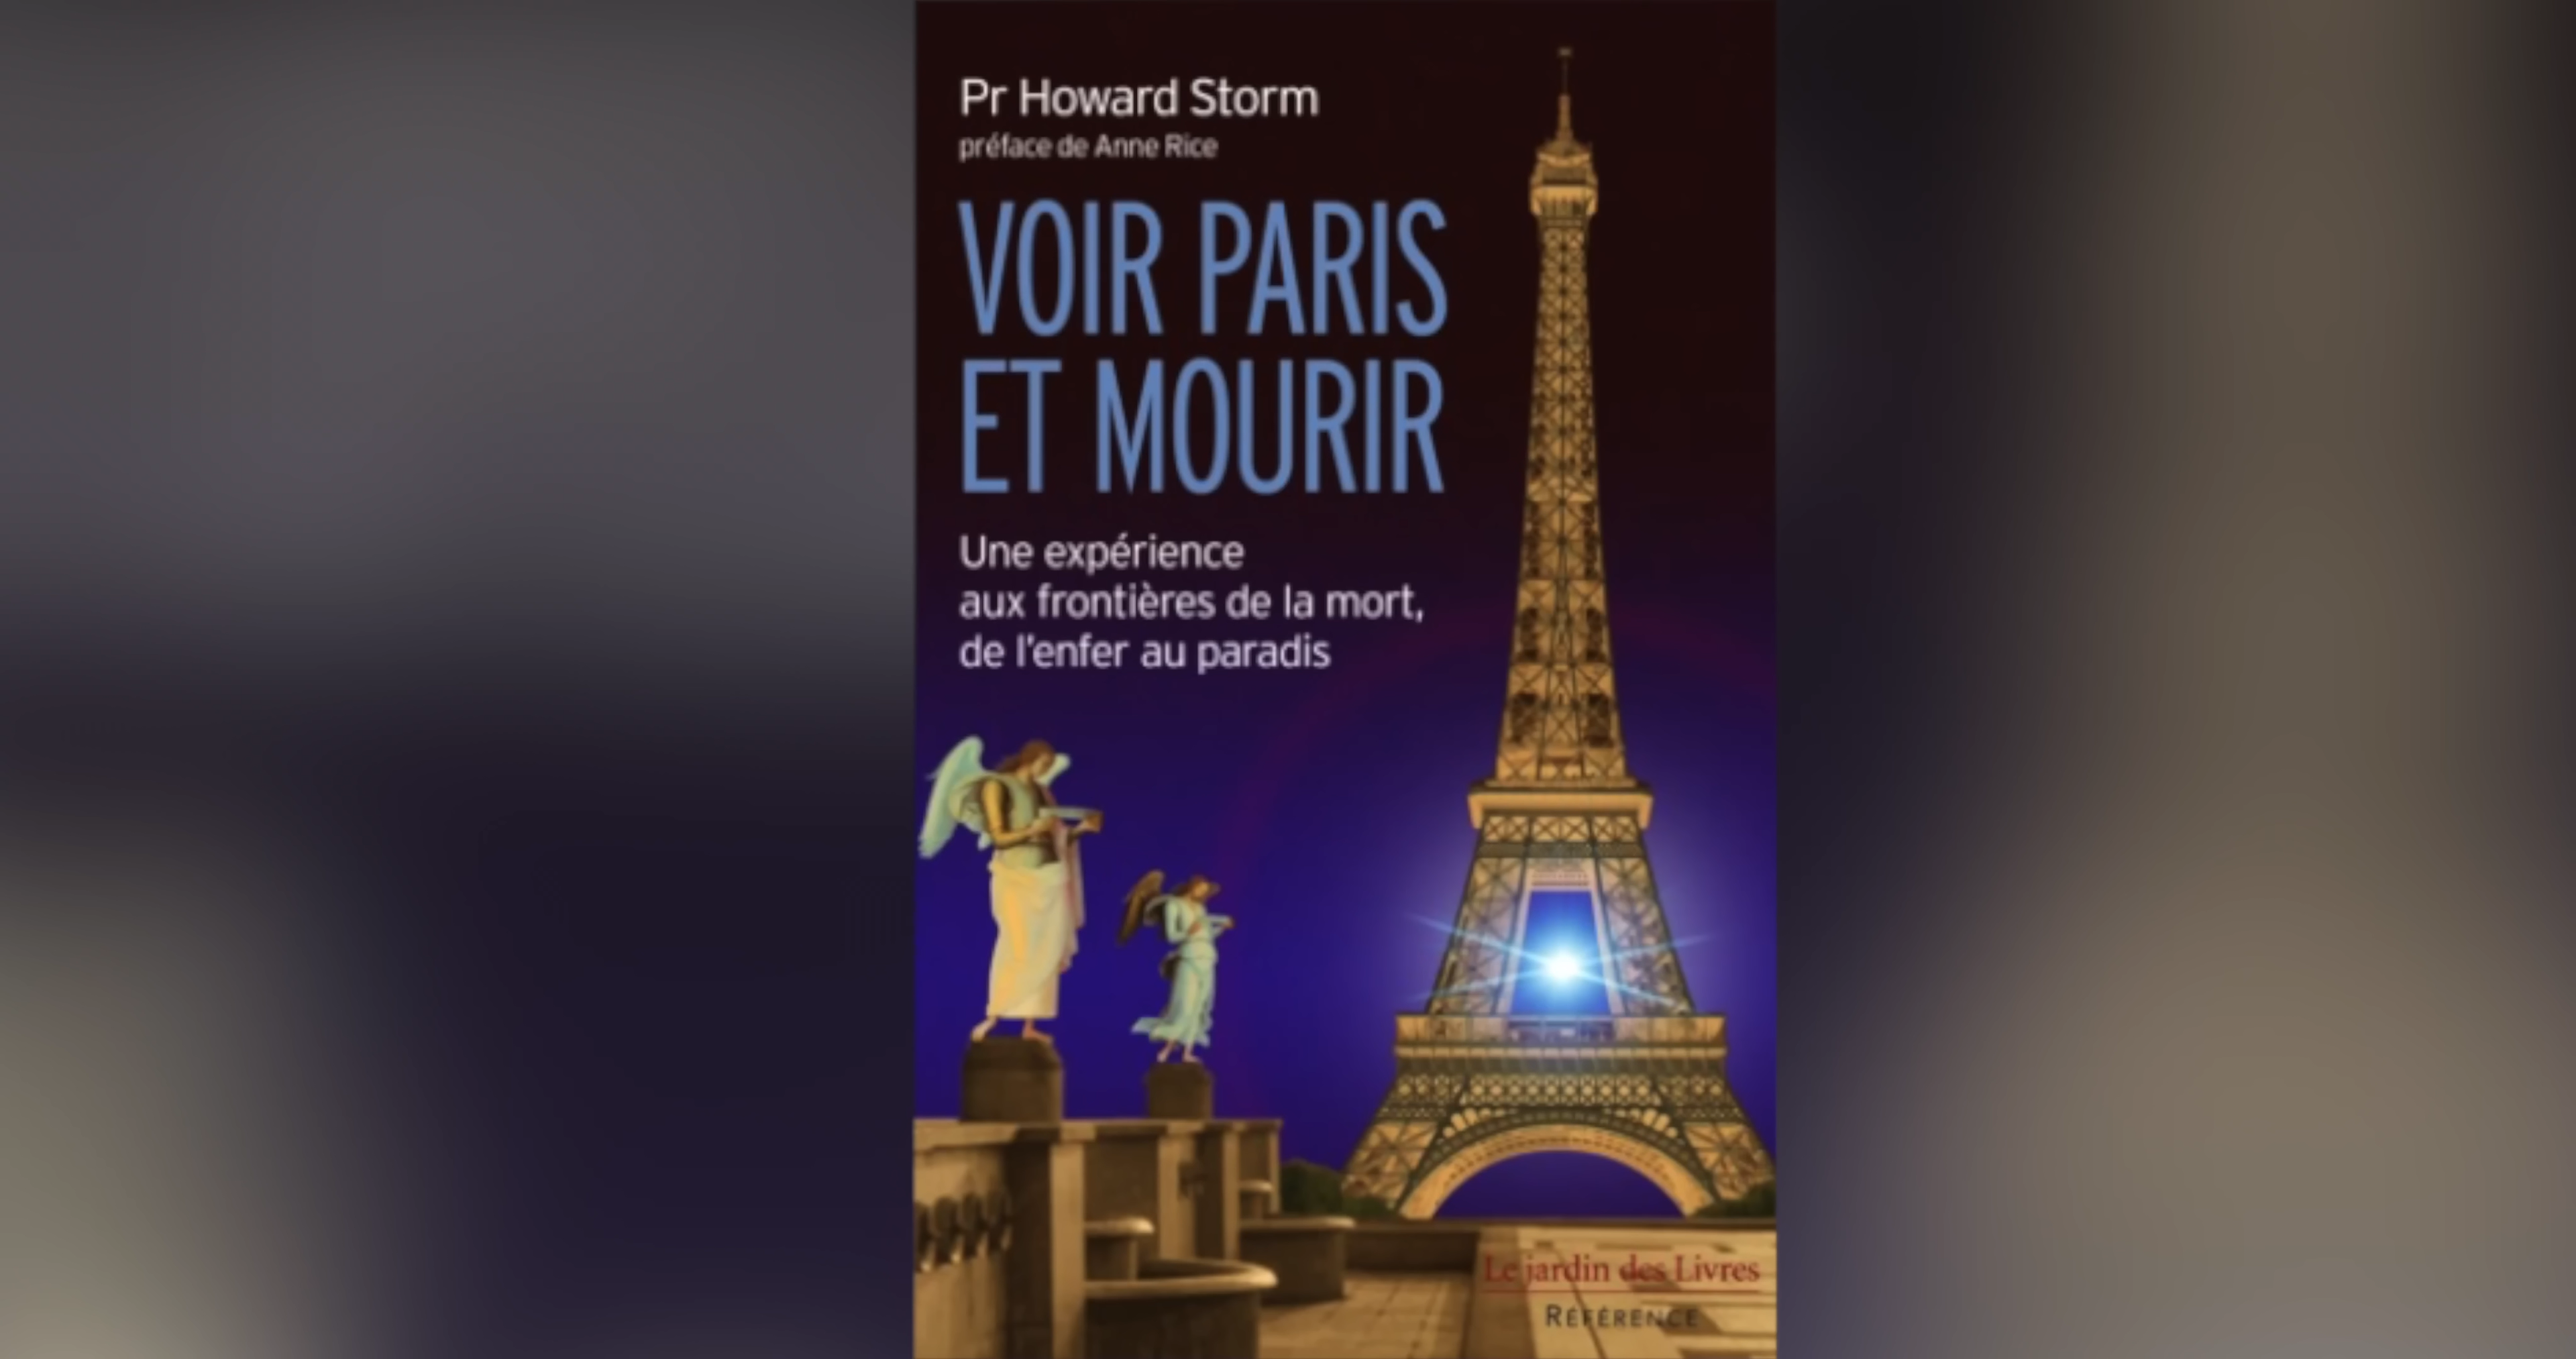 Pr Howard Storm
préface de Anne Rice
VOIR PARIS
ET MOURIR
Une expérience
aux frontières de la mort,
de l'enfer au paradis
Le jardin des Livres
RÉFÉRENCE